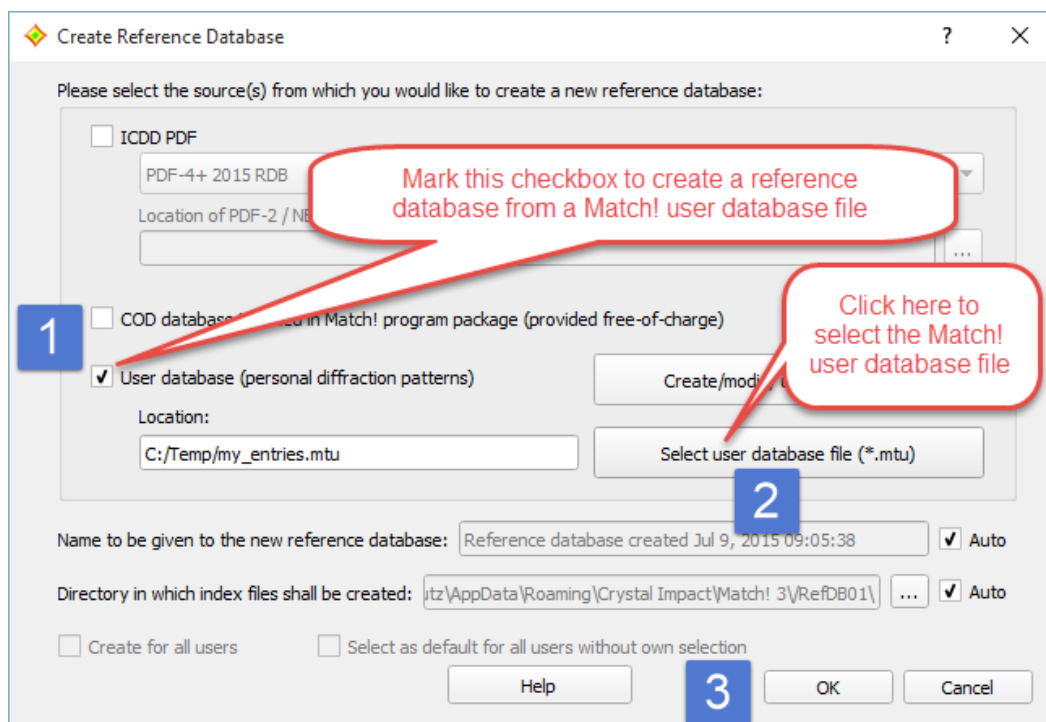 Create Reference Database
?
Please select the source(s) from which you would like to create a new reference database:
ICDD PDF
PDF-4+ 2015 RDB
Mark this checkbox to create a reference
database from a Match! user database file
Location of PDF-2 /
...
1
COD database in Match! program package (provided free-of-charge)
Click here to
select the Match!
user database file
User database (personal diffraction patterns)
Create/modify
Location:
C:/Temp/my_entries.mtu
Select user database file (*.mtu)
2
Name to be given to the new reference database:
Reference database created Jul 9, 2015 09:05:38
Auto
Directory in which index files shall be created:
utz\AppData\Roaming\Crystal Impact\Match! 3\/RefDB01\
...
Auto
Create for all users
Select as default for all users without own selection
Help
3
OK
Cancel